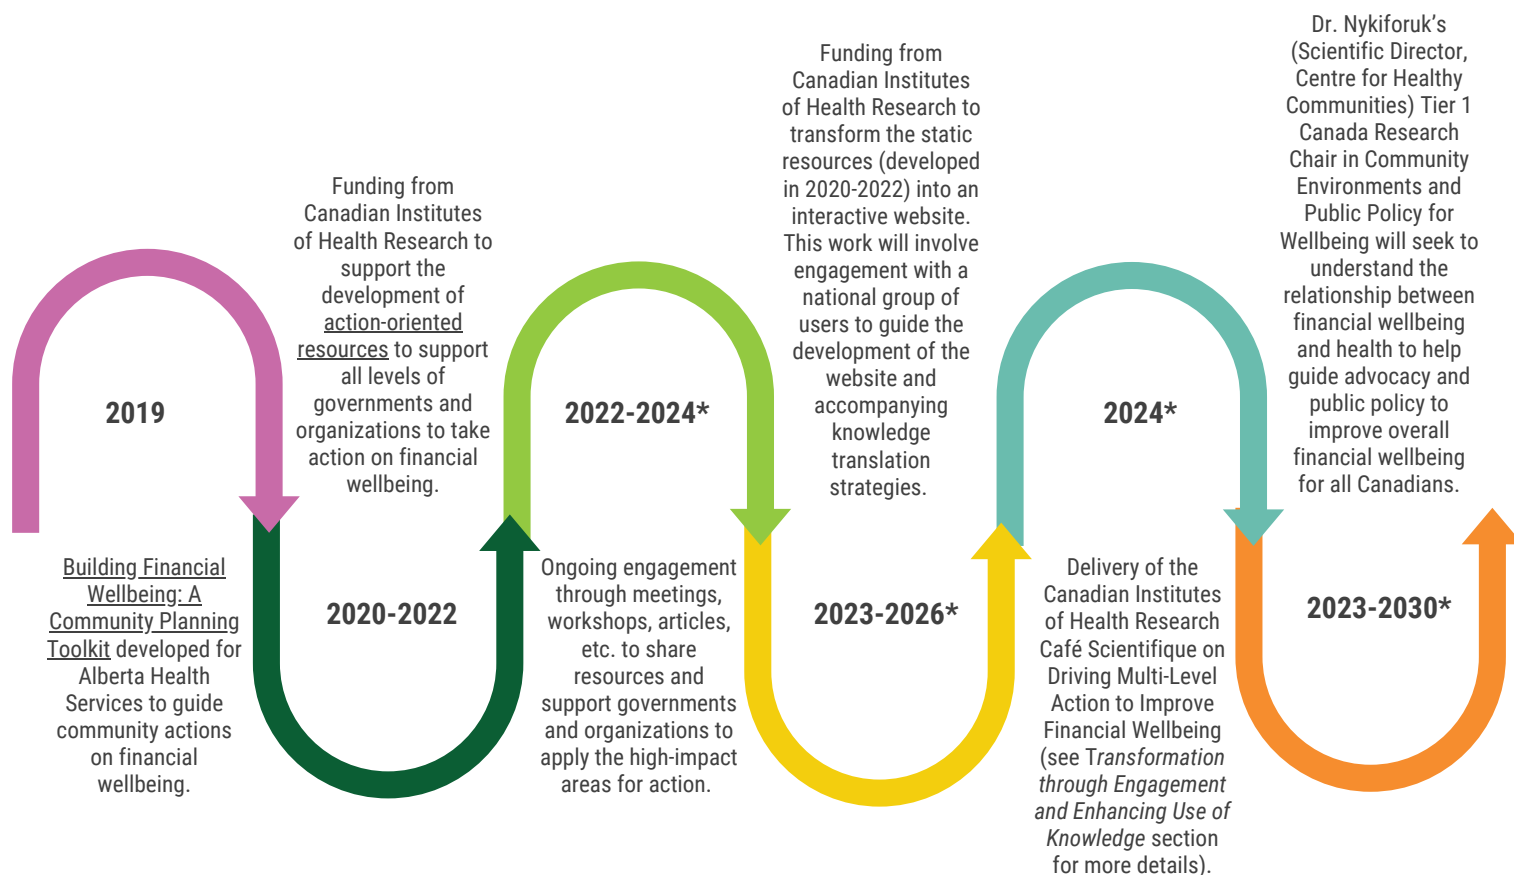 2019
Building Financial
Wellbeing: A
Community Planning
Toolkit developed for
Alberta Health
Services to guide
community actions
on financial
wellbeing.
Funding from
Canadian Institutes
of Health Research to
support the
development of
action-oriented
resources to support
all levels of
governments and
organizations to take
action on financial
wellbeing.
2020-2022
2022-2024*
Ongoing engagement
through meetings,
workshops, articles,
etc. to share
resources and
support governments
and organizations to
apply the high-impact
areas for action.
Funding from
Canadian Institutes
of Health Research to
transform the static
resources (developed
in 2020-2022) into an
interactive website.
This work will involve
engagement with a
national group of
users to guide the
development of the
website and
accompanying
knowledge
translation
strategies.
2023-2026*
2024*
Delivery of the
Canadian Institutes
of Health Research
Café Scientifique on
Driving Multi-Level
Action to Improve
Financial Wellbeing
(see Transformation
through Engagement
and Enhancing Use of
Knowledge section
for more details).
Dr. Nykiforuk’s
(Scientific Director,
Centre for Healthy
Communities) Tier 1
Canada Research
Chair in Community
Environments and
Public Policy for
Wellbeing will seek to
understand the
relationship between
financial wellbeing
and health to help
guide advocacy and
public policy to
improve overall
financial wellbeing
for all Canadians.
2023-2030*